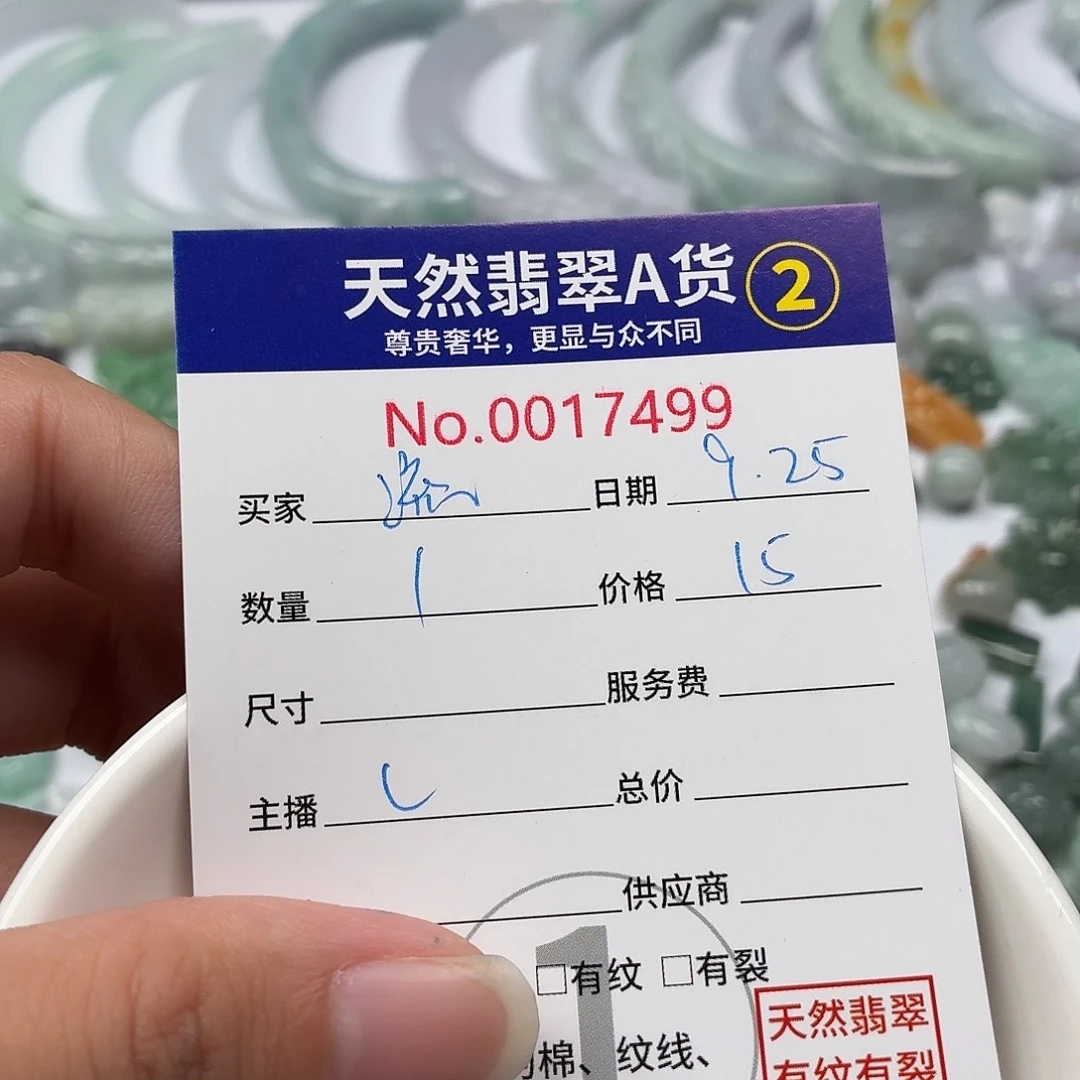 天然翡翠A货 2
尊贵奢华，更显与众不同
No.0017499
买家 日期 9.25
数量 1 价格 15
尺寸 服务费
主播 L 总价
供应商
1
□有纹 □有裂
棉、纹线、
天然翡翠
有纹有裂